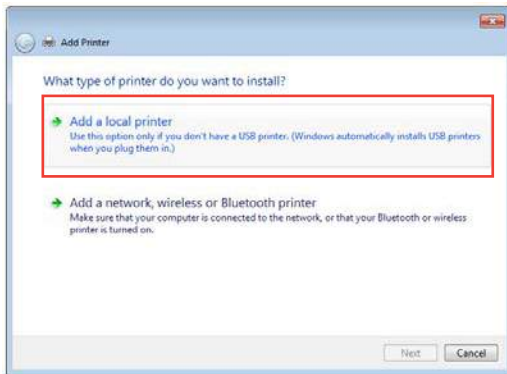 Add Printer
What type of printer do you want to install?
Add a local printer
Use this option only if you don't have a USB printer. (Windows automatically installs USB printers
when you plug them in.)
Add a network, wireless or Bluetooth printer
Make sure that your computer is connected to the network, or that your Bluetooth or wireless
printer is turned on.
Next
Cancel